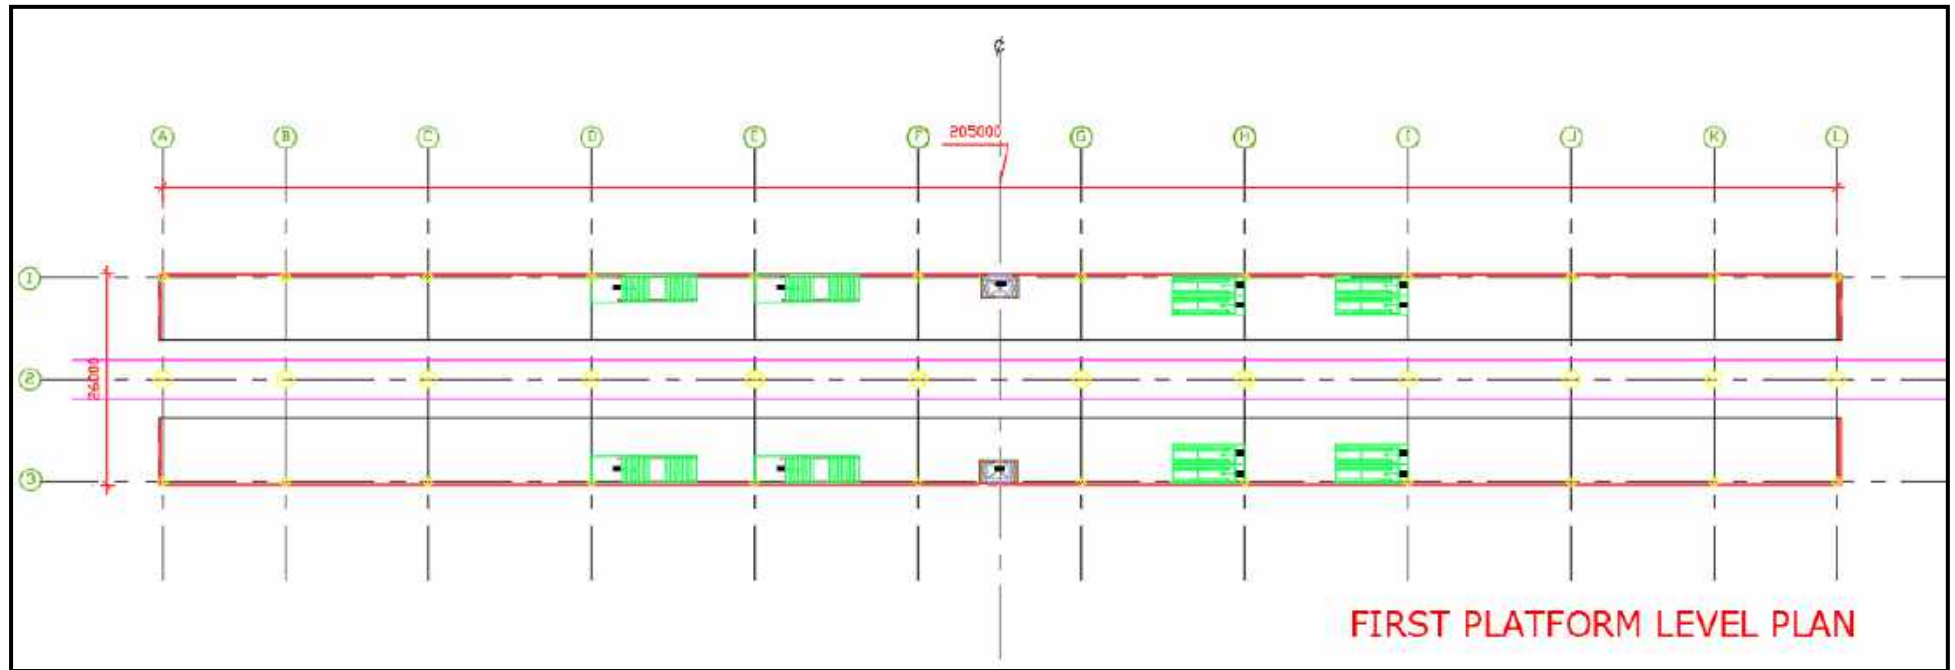 ℄
A B C D E F 205000 G H I J K L
1
2
26000
3
FIRST PLATFORM LEVEL PLAN